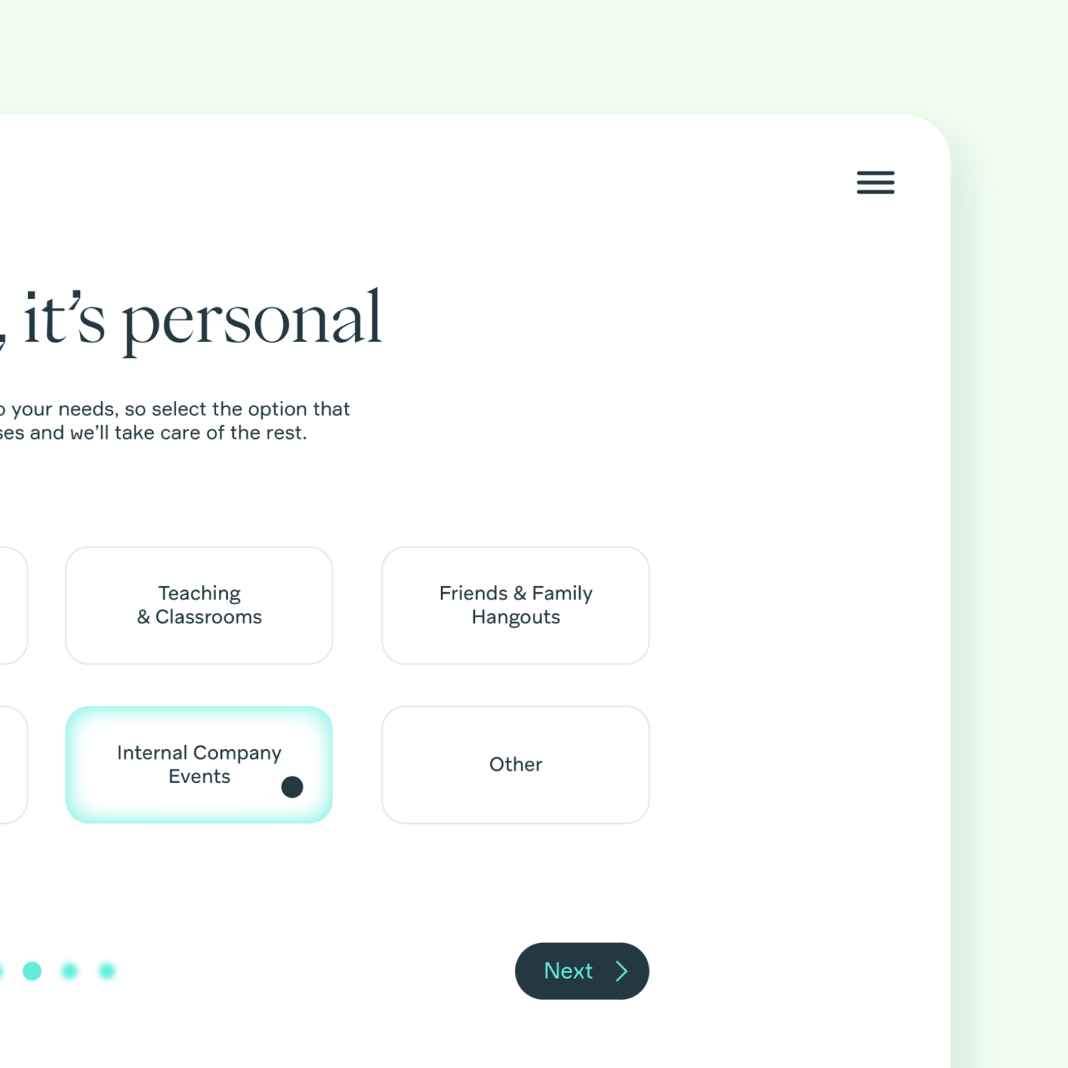 , it’s personal
your needs, so select the option that
and we’ll take care of the rest.
Teaching
& Classrooms
Friends & Family
Hangouts
Internal Company
Events
Other
Next